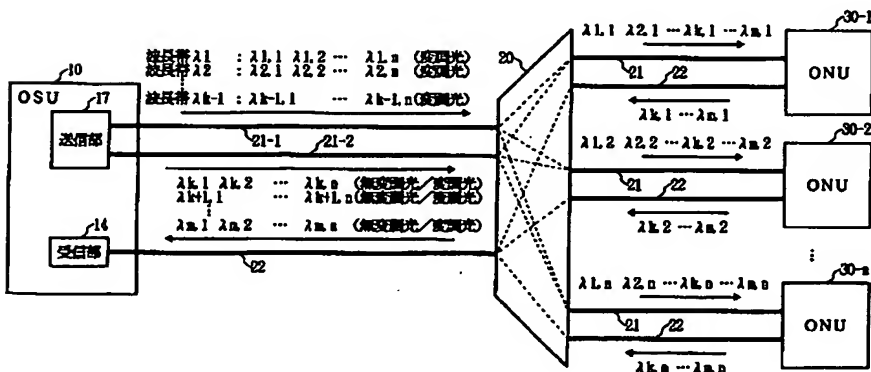 10
OSU
17
送信部
14
受信部
波長帯λ1 : λ1,1 λ1,2 … λ1,n (変調光)
波長帯λ2 : λ2,1 λ2,2 … λ2,n (変調光)
波長帯λk-1 : λk-1,1 … λk-1,n(変調光)
21-1
21-2
λk,1 λk,2 … λk,n (無変調光/変調光)
λk+1,1 … λk+1,n(無変調光/変調光)
λm,1 λm,2 … λm,n (無変調光/変調光)
22
20
λ1,1 λ2,1 …λk,1 …λm,1
30-1
21
22
ONU
λk,1 …λm,1
λ1,2 λ2,2 …λk,2 …λm,2
30-2
21
22
ONU
λk,2 …λm,2
λ1,n λ2,n …λk,n …λm,n
30-n
21
22
ONU
λk,n …λm,n